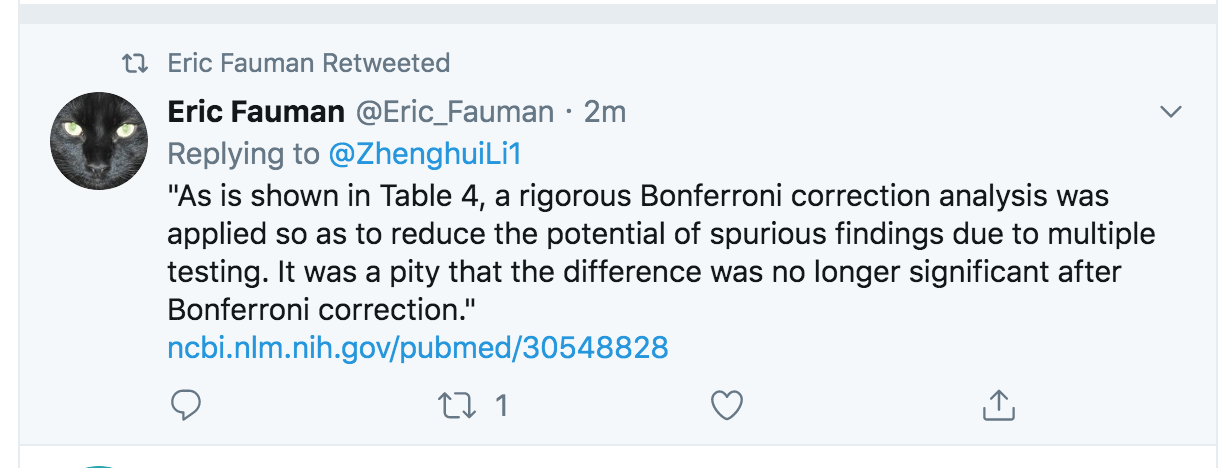 Eric Fauman Retweeted
Eric Fauman @Eric_Fauman · 2m
Replying to @ZhenghuiLi1
"As is shown in Table 4, a rigorous Bonferroni correction analysis was
applied so as to reduce the potential of spurious findings due to multiple
testing. It was a pity that the difference was no longer significant after
Bonferroni correction."
ncbi.nlm.nih.gov/pubmed/30548828
1